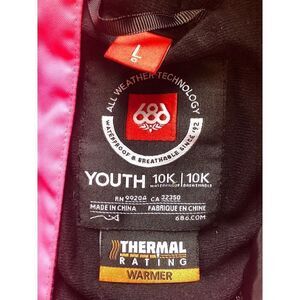 L
ALL WEATHER TECHNOLOGY
686
WATERPROOF & BREATHABLE SINCE '92
YOUTH 10K | 10K
WATERPROOF BREATHABLE
RN 99208 CA 32350
MADE IN CHINA FABRIQUE EN CHINE
686.COM
THERMAL
RATING
WARMER